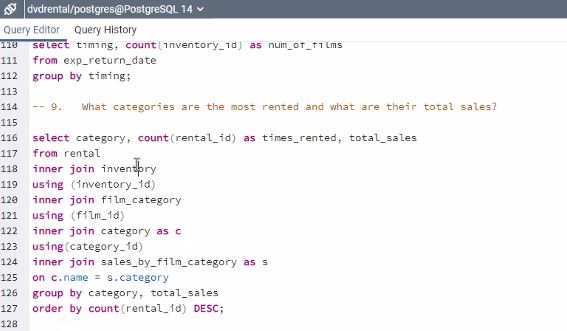 dvdrental/postgres@PostgreSQL 14
Query Editor Query History
110 select timing, count(inventory_id) as num_of_films
111 from exp_return_date
112 group by timing;
113
114 -- 9. What categories are the most rented and what are their total sales?
115
116 select category, count(rental_id) as times_rented, total_sales
117 from rental
118 inner join inventory
119 using (inventory_id)
120 inner join film_category
121 using (film_id)
122 inner join category as c
123 using(category_id)
124 inner join sales_by_film_category as s
125 on c.name = s.category
126 group by category, total_sales
127 order by count(rental_id) DESC;
128